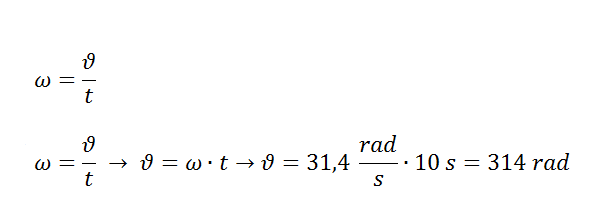 ω = ϑ/t
ω = ϑ/t → ϑ = ω · t → ϑ = 31,4 rad/s · 10 s = 314 rad